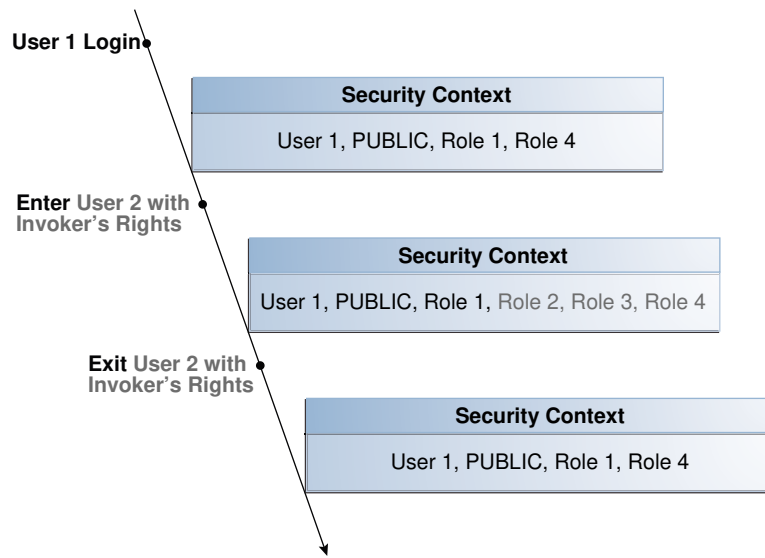 User 1 Login
Security Context
User 1, PUBLIC, Role 1, Role 4
Enter User 2 with
Invoker's Rights
Security Context
User 1, PUBLIC, Role 1, Role 2, Role 3, Role 4
Exit User 2 with
Invoker's Rights
Security Context
User 1, PUBLIC, Role 1, Role 4